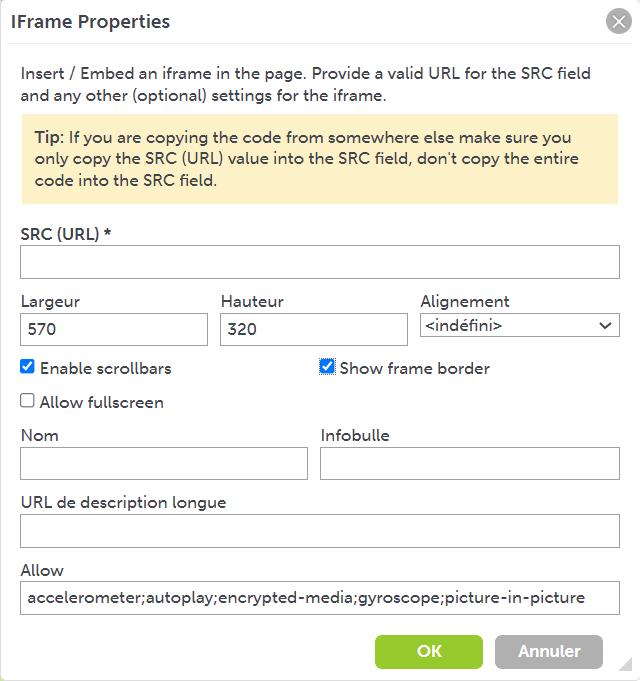 IFrame Properties
Insert / Embed an iframe in the page. Provide a valid URL for the SRC field
and any other (optional) settings for the iframe.
Tip: If you are copying the code from somewhere else make sure you
only copy the SRC (URL) value into the SRC field, don't copy the entire
code into the SRC field.
SRC (URL) *
Largeur Hauteur Alignement
570 320 <indéfini>
Enable scrollbars Show frame border
Allow fullscreen
Nom Infobulle
URL de description longue
Allow
accelerometer;autoplay;encrypted-media;gyroscope;picture-in-picture
OK Annuler